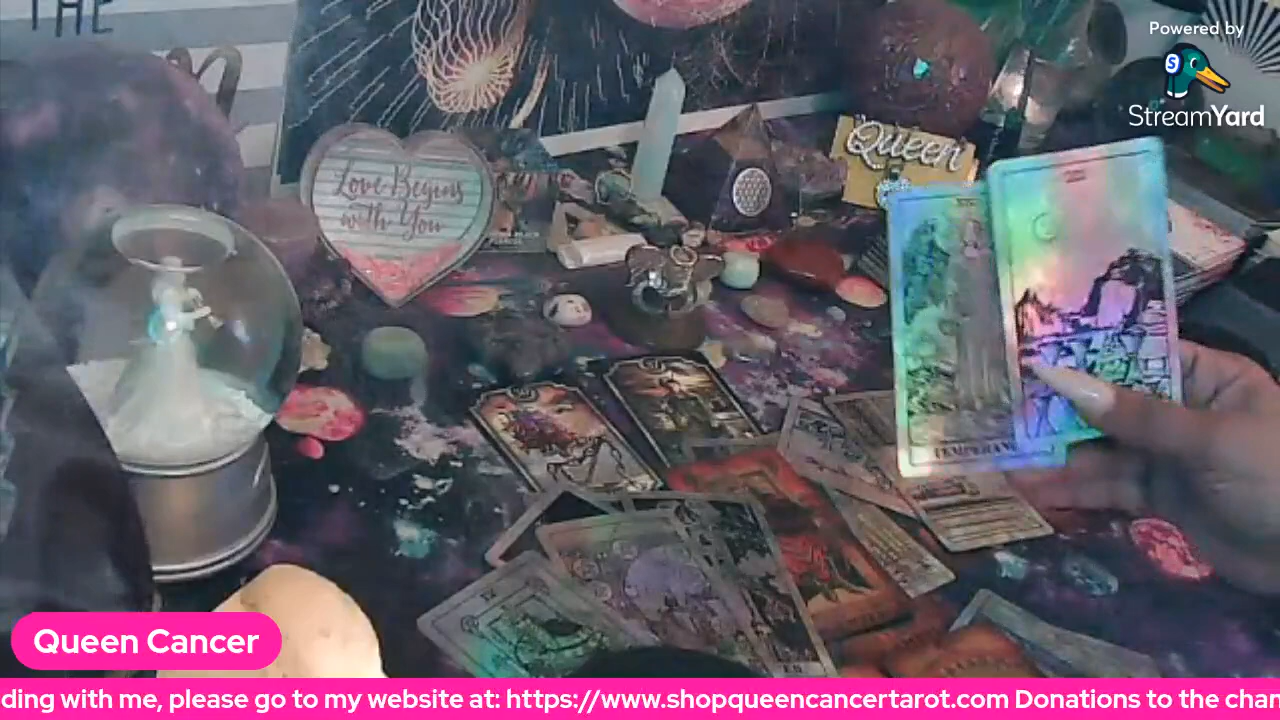 THE
Powered by
StreamYard
Love Begins
with You
Queen
TEMPERANCE
Queen Cancer
ding with me, please go to my website at: https://www.shopqueencancertarot.com Donations to the chan